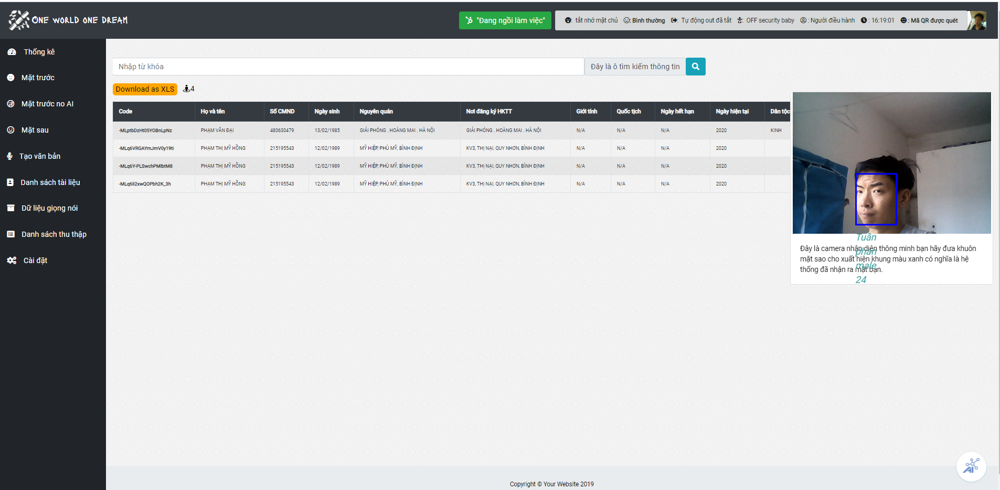 ONE WORLD ONE DREAM
"Đang ngồi làm việc"
: tắt nhớ mặt chủ : Bình thường : Tự động out đã tắt : OFF security baby : Người điều hành : 16:19:01 : Mã QR được quét
Thống kê
Mặt trước
Mặt trước no AI
Mặt sau
Tạo văn bản
Danh sách tài liệu
Dữ liệu giọng nói
Danh sách thu thập
Cài đặt
Nhập từ khóa Đây là ô tìm kiếm thông tin
Download as XLS 4
Code Họ và tên Số CMND Ngày sinh Nguyên quán Nơi đăng ký HKTT Giới tính Quốc tịch Ngày hết hạn Ngày hiện tại Dân tộc
-MLptbDzHt05YOBnLpNz PHẠM VĂN ĐẠI 480630479 13/02/1985 GIẢI PHÓNG . HOÀNG MAI . HÀ NỘI GIẢI PHÓNG . HOÀNG MAI . HÀ NỘI N/A N/A N/A 2020 KINH
-MLq6VRGAYmJmV0y19ti PHẠM THỊ MỸ HỒNG 215195543 12/02/1989 MỸ HIỆP, PHÙ MỸ, BÌNH ĐỊNH KV3, THỊ NẠI, QUY NHƠN, BÌNH ĐỊNH N/A N/A N/A 2020
-MLq6Y-PLSwchPMlbtM8 PHẠM THỊ MỸ HỒNG 215195543 12/02/1989 MỸ HIỆP, PHÙ MỸ, BÌNH ĐỊNH KV3, THỊ NẠI, QUY NHƠN, BÌNH ĐỊNH N/A N/A N/A 2020
-MLq6li2xwQOPbh2K_3h PHẠM THỊ MỸ HỒNG 215195543 12/02/1989 MỸ HIỆP, PHÙ MỸ, BÌNH ĐỊNH KV3, THỊ NẠI, QUY NHƠN, BÌNH ĐỊNH N/A N/A N/A 2020
Tuân
phan
male
24
Đây là camera nhận diện thông minh bạn hãy đưa khuôn
mặt sao cho xuất hiện khung màu xanh có nghĩa là hệ
thống đã nhận ra mặt bạn.
AI
Copyright © Your Website 2019